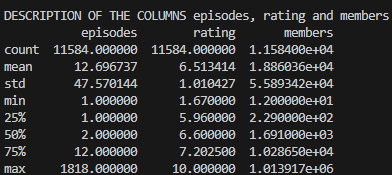 DESCRIPTION OF THE COLUMNS episodes, rating and members
episodes rating members
count 11584.000000 11584.000000 1.158400e+04
mean 12.696737 6.513414 1.886036e+04
std 47.570144 1.010427 5.589342e+04
min 1.000000 1.670000 1.200000e+01
25% 1.000000 5.960000 2.290000e+02
50% 2.000000 6.600000 1.691000e+03
75% 12.000000 7.202500 1.028650e+04
max 1818.000000 10.000000 1.013917e+06